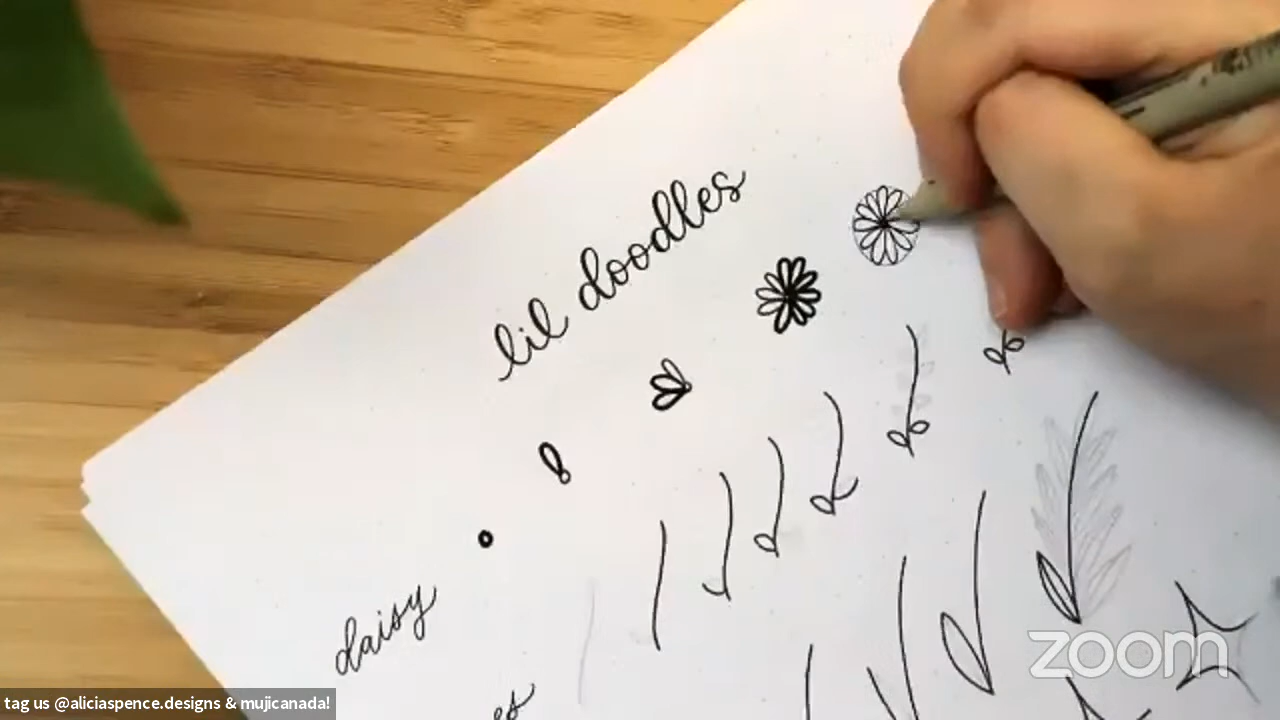 lil doodles
daisy
zoom
tag us @aliciaspence.designs & mujicanada!